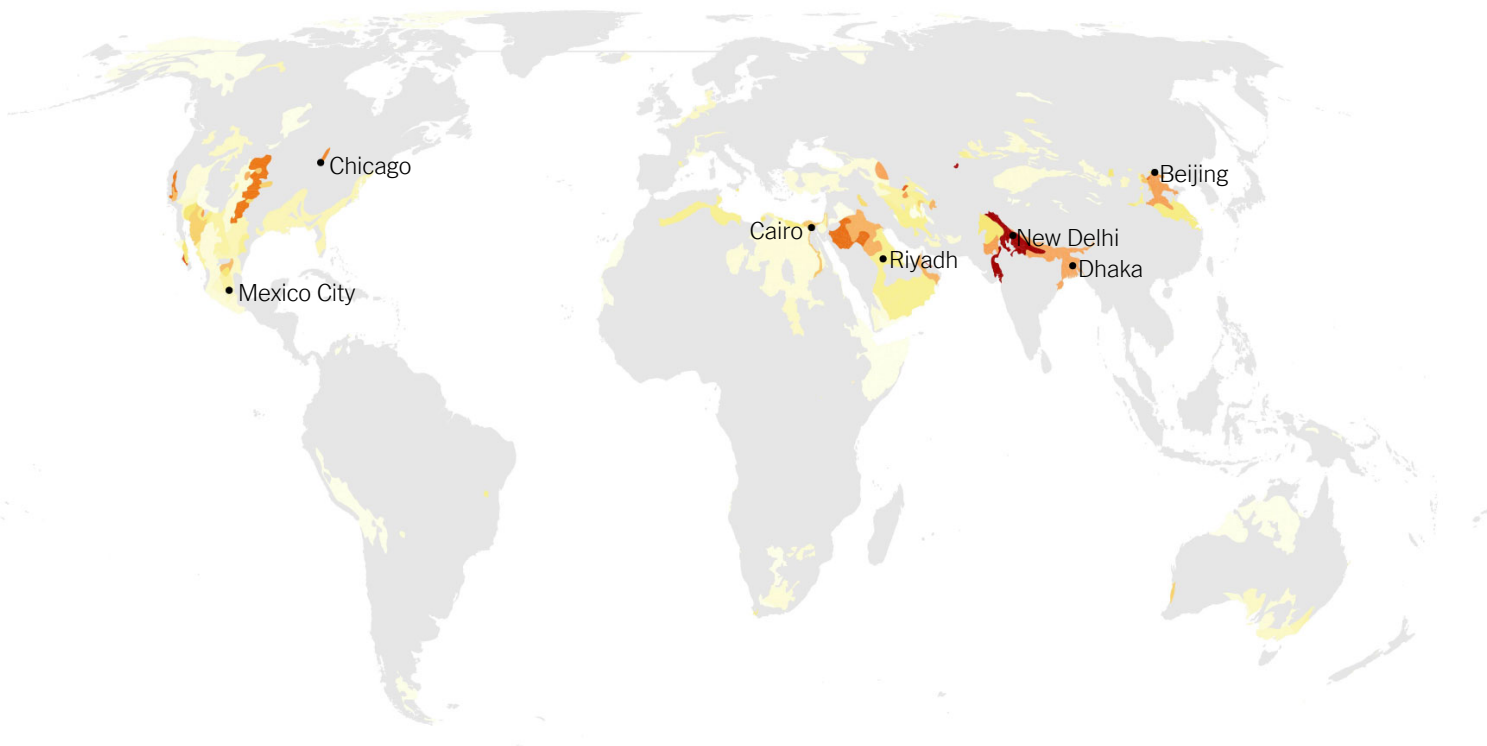 Chicago
Beijing
Cairo
New Delhi
Riyadh
Dhaka
Mexico City